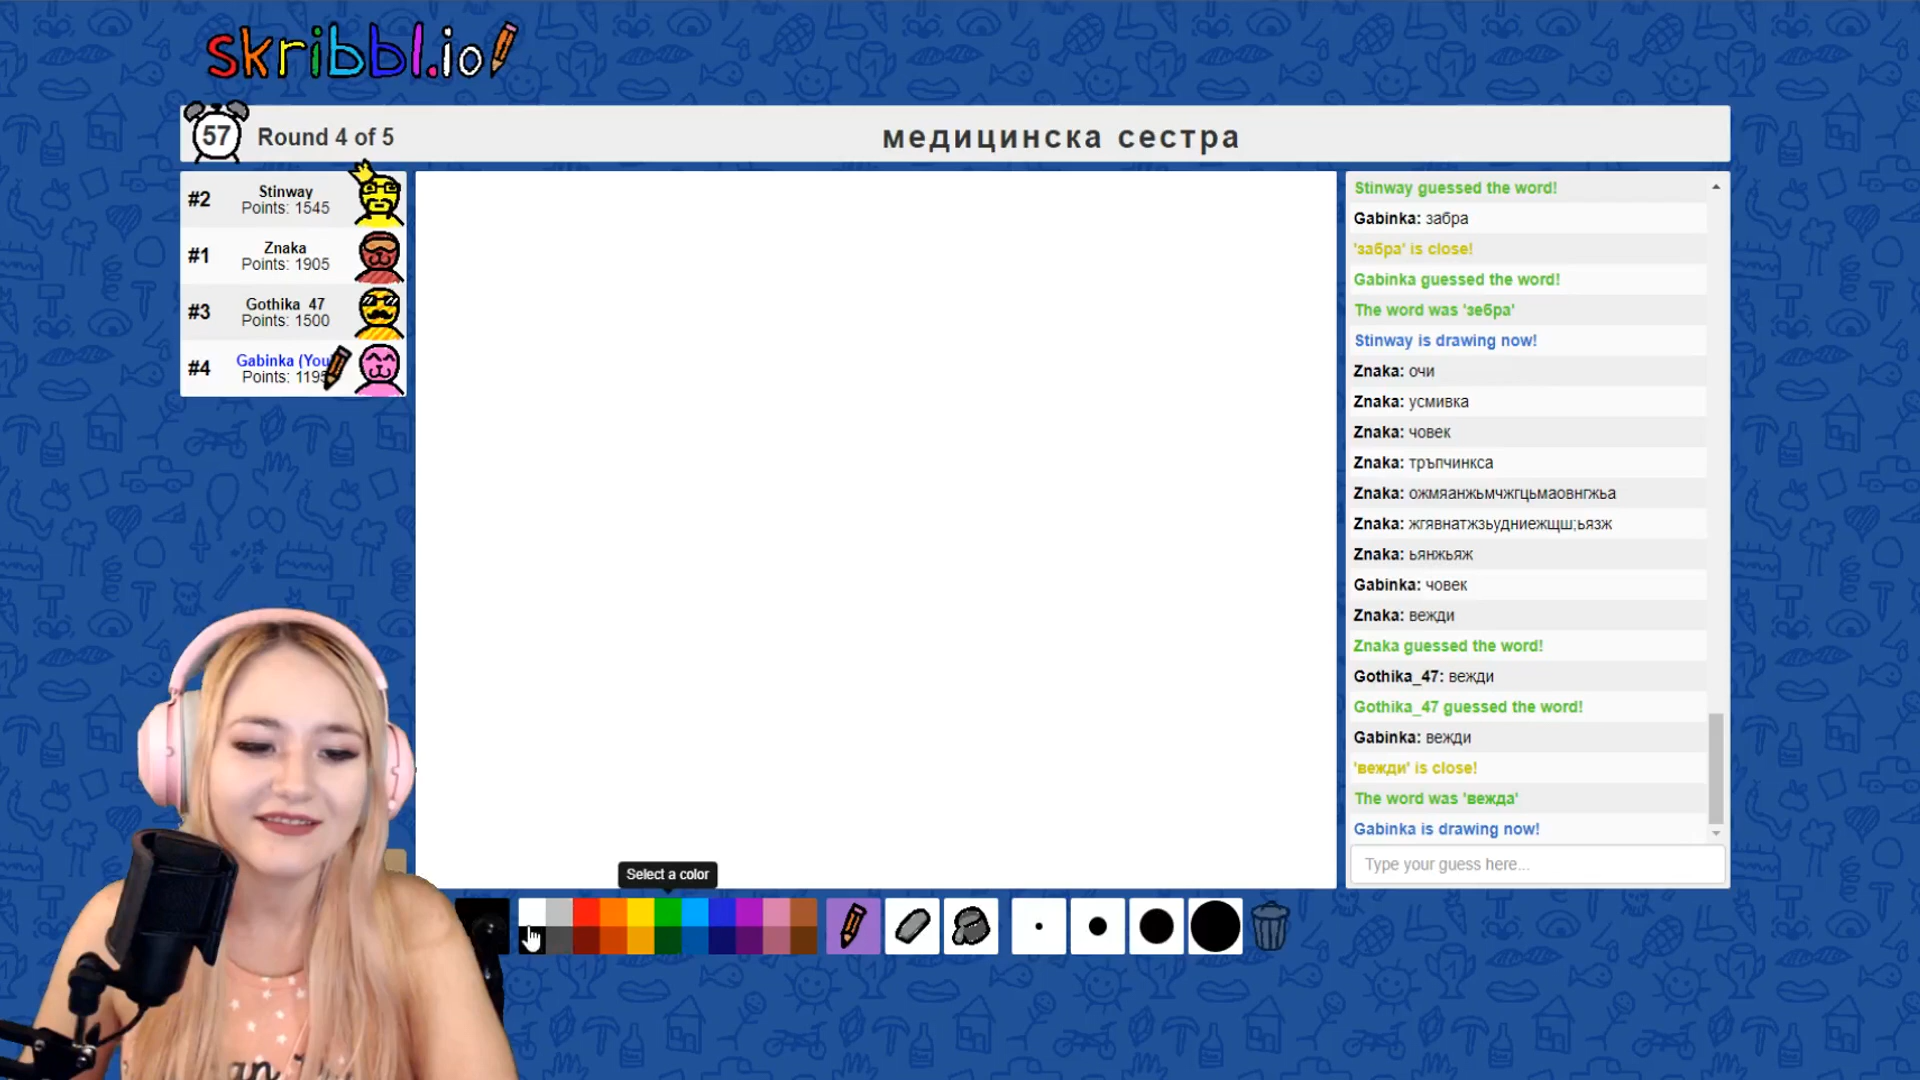 skribbl.io
57
Round 4 of 5
медицинска сестра
#2
Stinway
Points: 1545
#1
Znaka
Points: 1905
#3
Gothika 47
Points: 1500
#4
Gabinka (You
Points: 1195
Stinway guessed the word!
Gabinka: забра
'забра' is close!
Gabinka guessed the word!
The word was 'зебра'
Stinway is drawing now!
Znaka: очи
Znaka: усмивка
Znaka: човек
Znaka: тръпчинкса
Znaka: ожмяанжьмчжгцьмаовнгжьа
Znaka: жгявнатжзьудниежщш;ьязж
Znaka: ьянжьяж
Gabinka: човек
Znaka: вежди
Znaka guessed the word!
Gothika_47: вежди
Gothika_47 guessed the word!
Gabinka: вежди
'вежди' is close!
The word was 'вежда'
Gabinka is drawing now!
Type your guess here...
Select a color